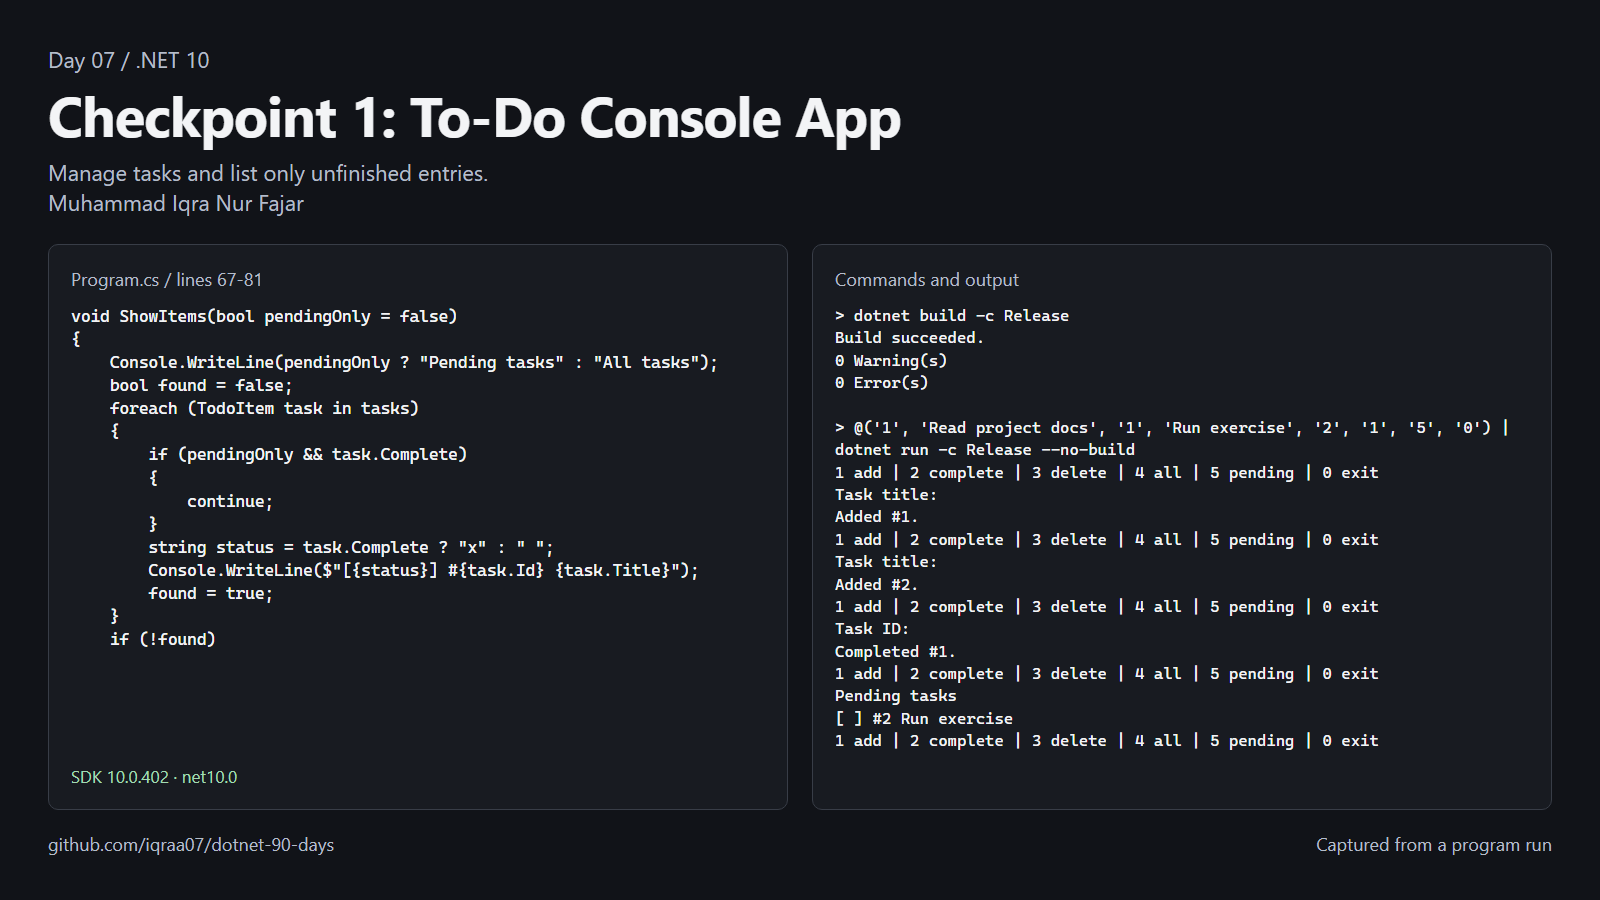 Day 07 / .NET 10
Checkpoint 1: To-Do Console App
Manage tasks and list only unfinished entries.
Muhammad Iqra Nur Fajar
Program.cs / lines 67-81
void ShowItems(bool pendingOnly = false)
{
    Console.WriteLine(pendingOnly ? "Pending tasks" : "All tasks");
    bool found = false;
    foreach (TodoItem task in tasks)
    {
        if (pendingOnly && task.Complete)
        {
            continue;
        }
        string status = task.Complete ? "x" : " ";
        Console.WriteLine($"[{status}] #{task.Id} {task.Title}");
        found = true;
    }
    if (!found)
SDK 10.0.402 · net10.0
Commands and output
> dotnet build -c Release
Build succeeded.
0 Warning(s)
0 Error(s)
> @('1', 'Read project docs', '1', 'Run exercise', '2', '1', '5', '0') |
dotnet run -c Release --no-build
1 add | 2 complete | 3 delete | 4 all | 5 pending | 0 exit
Task title:
Added #1.
1 add | 2 complete | 3 delete | 4 all | 5 pending | 0 exit
Task title:
Added #2.
1 add | 2 complete | 3 delete | 4 all | 5 pending | 0 exit
Task ID:
Completed #1.
1 add | 2 complete | 3 delete | 4 all | 5 pending | 0 exit
Pending tasks
[ ] #2 Run exercise
1 add | 2 complete | 3 delete | 4 all | 5 pending | 0 exit
github.com/iqraa07/dotnet-90-days
Captured from a program run